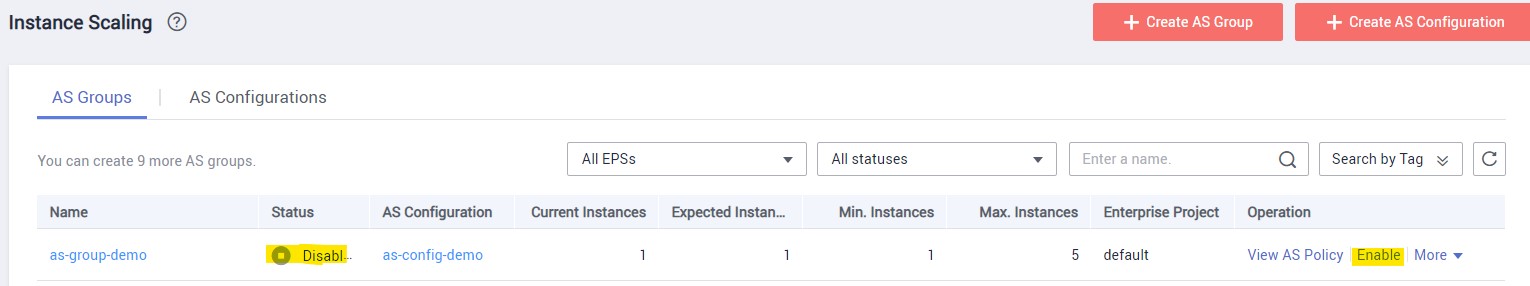 Instance Scaling ?
+ Create AS Group
+ Create AS Configuration
AS Groups | AS Configurations
You can create 9 more AS groups.
All EPSs
All statuses
Enter a name.
Search by Tag
Name Status AS Configuration Current Instances Expected Instan... Min. Instances Max. Instances Enterprise Project Operation
as-group-demo Disabl... as-config-demo 1 1 1 5 default View AS Policy | Enable | More